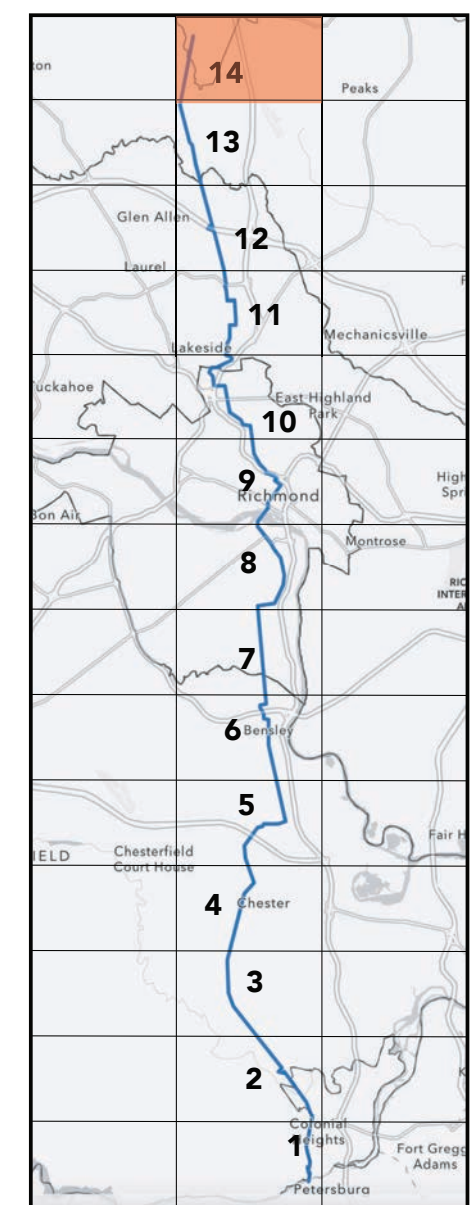 ton
14
Peaks
13
Glen Allen
12
Laurel
11
Mechanicsville
Lakeside
uckahoe
East Highland
Park
10
9
High
Spr
Richmond
Bon Air
Montrose
8
RIC
INTER
A
7
6
Bensley
5
Fair H
IELD
Chesterfield
Court House
4
Chester
3
2
K
Colonial
Heights
1
Fort Gregg
Adams
Petersburg